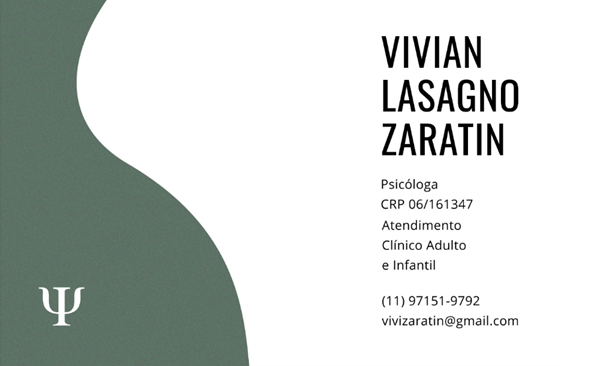 VIVIAN
LASAGNO
ZARATIN
Psicóloga
CRP 06/161347
Atendimento
Clínico Adulto
e Infantil
(11) 97151-9792
vivizaratin@gmail.com
Ψ